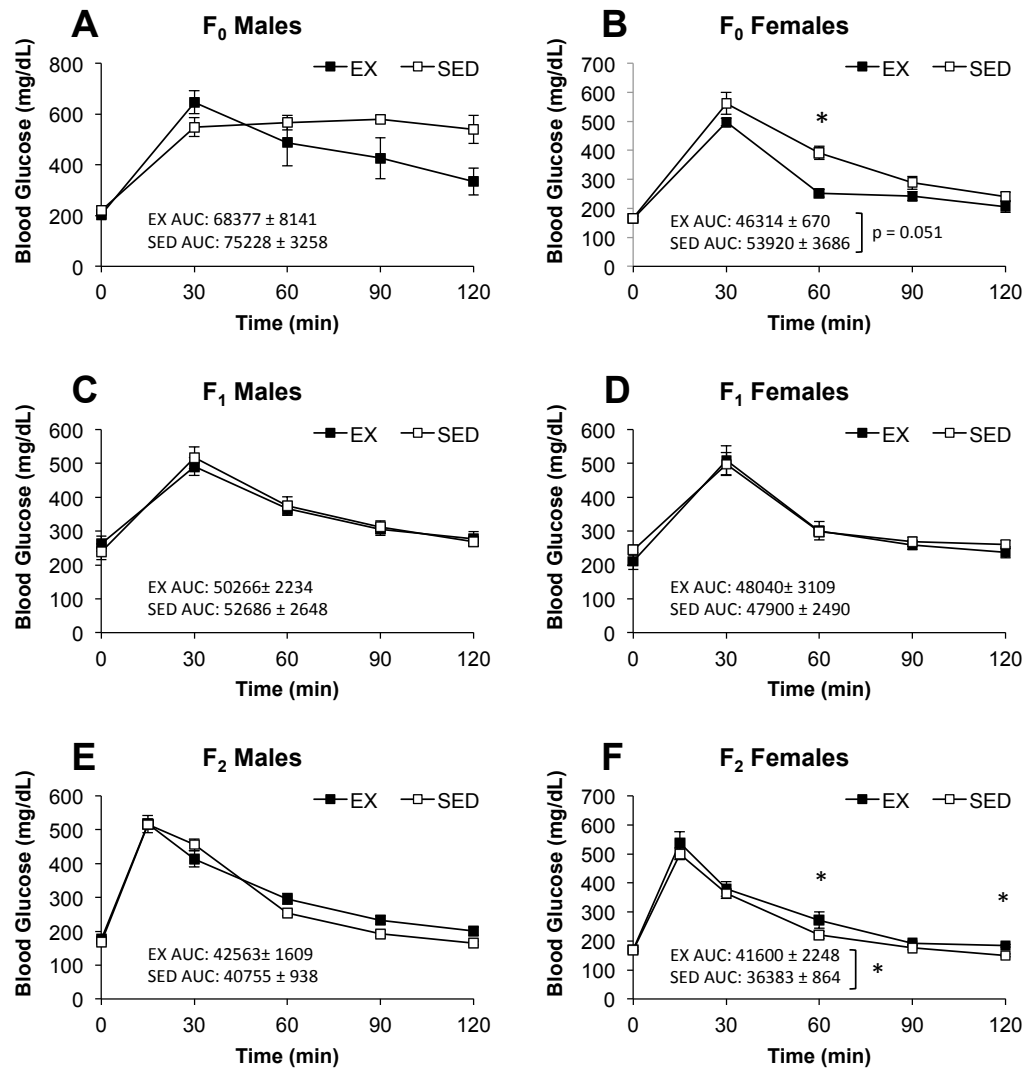 A
F0 Males
Blood Glucose (mg/dL)
800
600
400
200
0
EX SED
EX AUC: 68377 ± 8141
SED AUC: 75228 ± 3258
0 30 60 90 120
Time (min)
B
F0 Females
Blood Glucose (mg/dL)
700
600
500
400
300
200
100
0
EX SED
*
EX AUC: 46314 ± 670
SED AUC: 53920 ± 3686
p = 0.051
0 30 60 90 120
Time (min)
C
F1 Males
Blood Glucose (mg/dL)
600
500
400
300
200
100
0
EX SED
EX AUC: 50266± 2234
SED AUC: 52686 ± 2648
0 30 60 90 120
Time (min)
D
F1 Females
Blood Glucose (mg/dL)
600
500
400
300
200
100
0
EX SED
EX AUC: 48040± 3109
SED AUC: 47900 ± 2490
0 30 60 90 120
Time (min)
E
F2 Males
Blood Glucose (mg/dL)
600
500
400
300
200
100
0
EX SED
EX AUC: 42563± 1609
SED AUC: 40755 ± 938
0 30 60 90 120
Time (min)
F
F2 Females
Blood Glucose (mg/dL)
700
600
500
400
300
200
100
0
EX SED
* *
EX AUC: 41600 ± 2248
SED AUC: 36383 ± 864
*
0 30 60 90 120
Time (min)